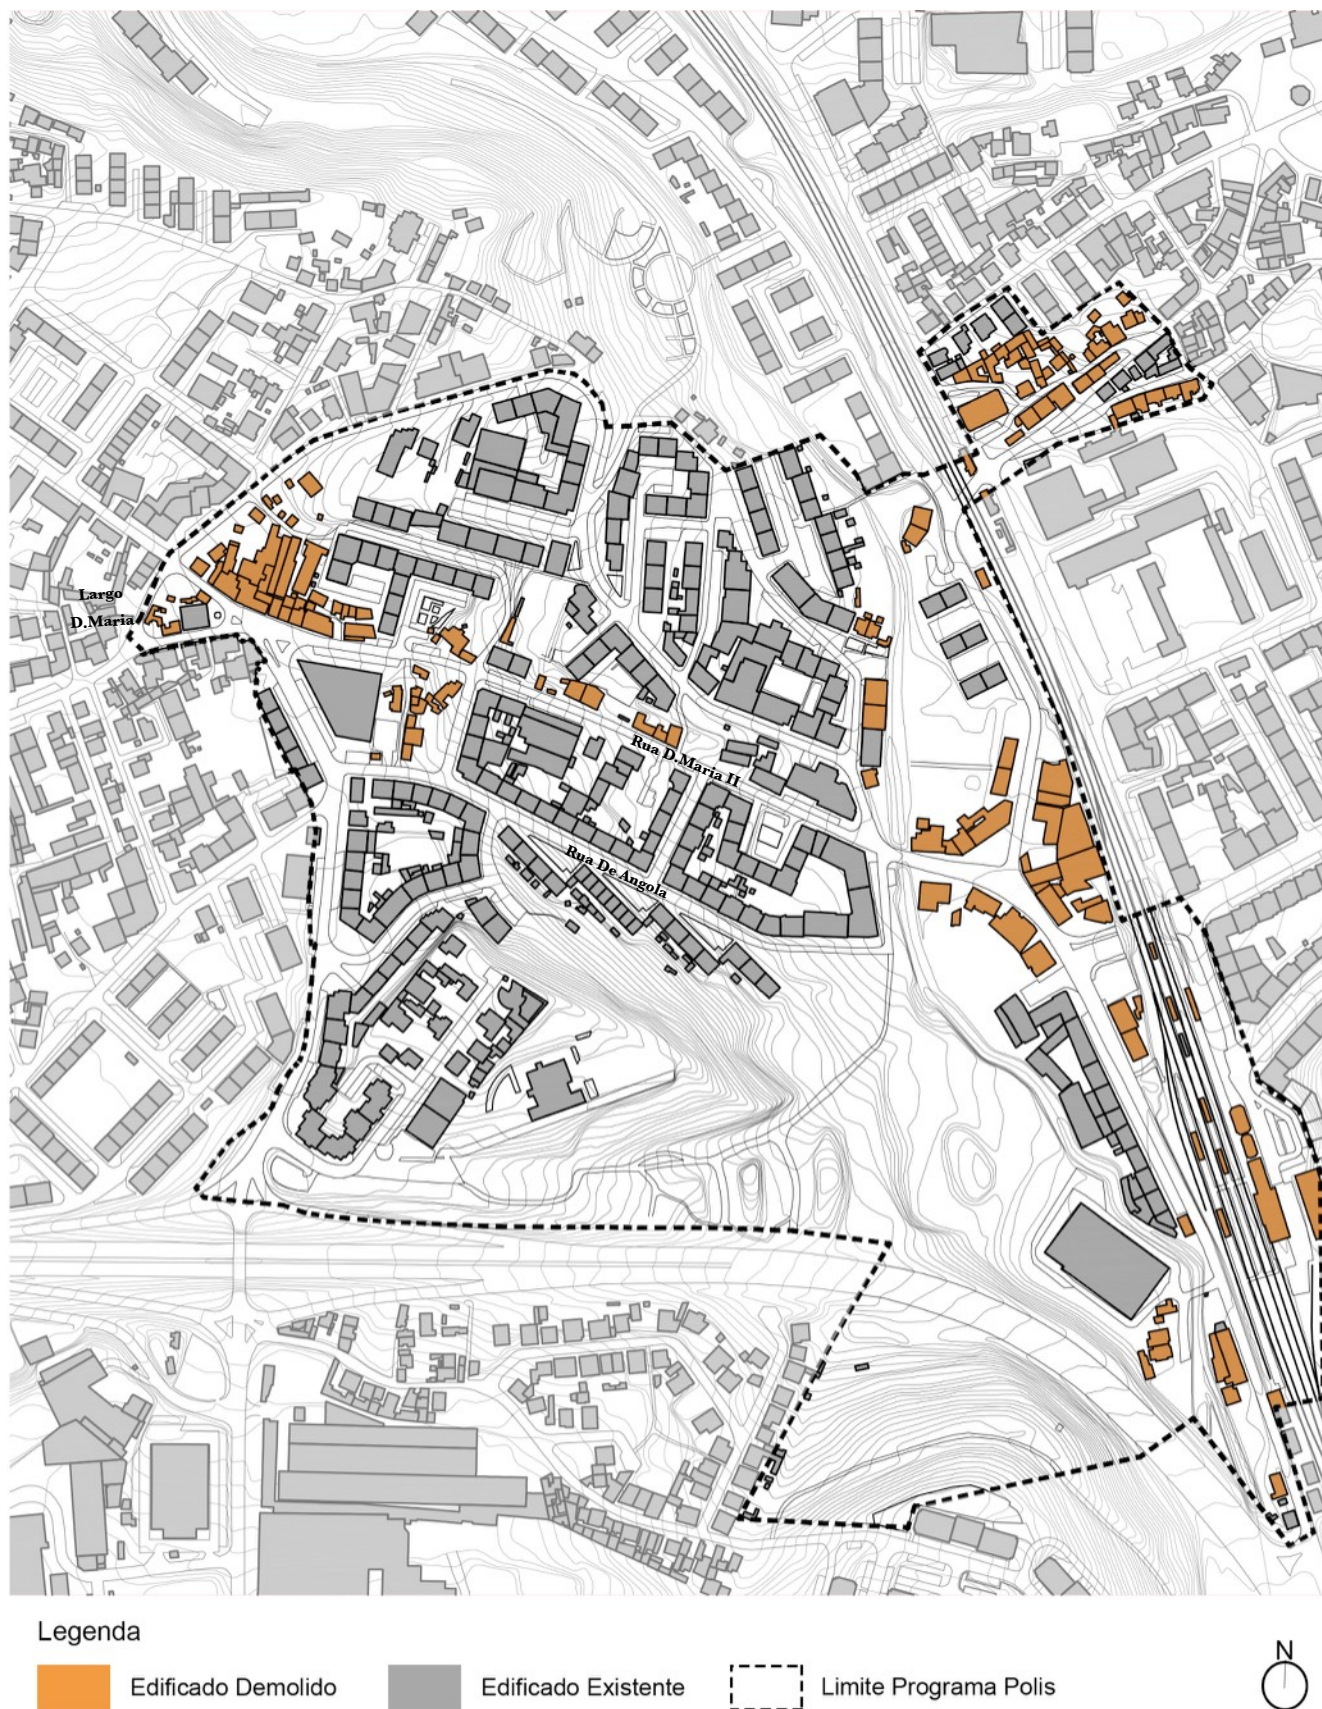 Largo
D.Maria
Rua D.Maria II
Rua De Angola
Legenda
Edificado Demolido
Edificado Existente
Limite Programa Polis
N